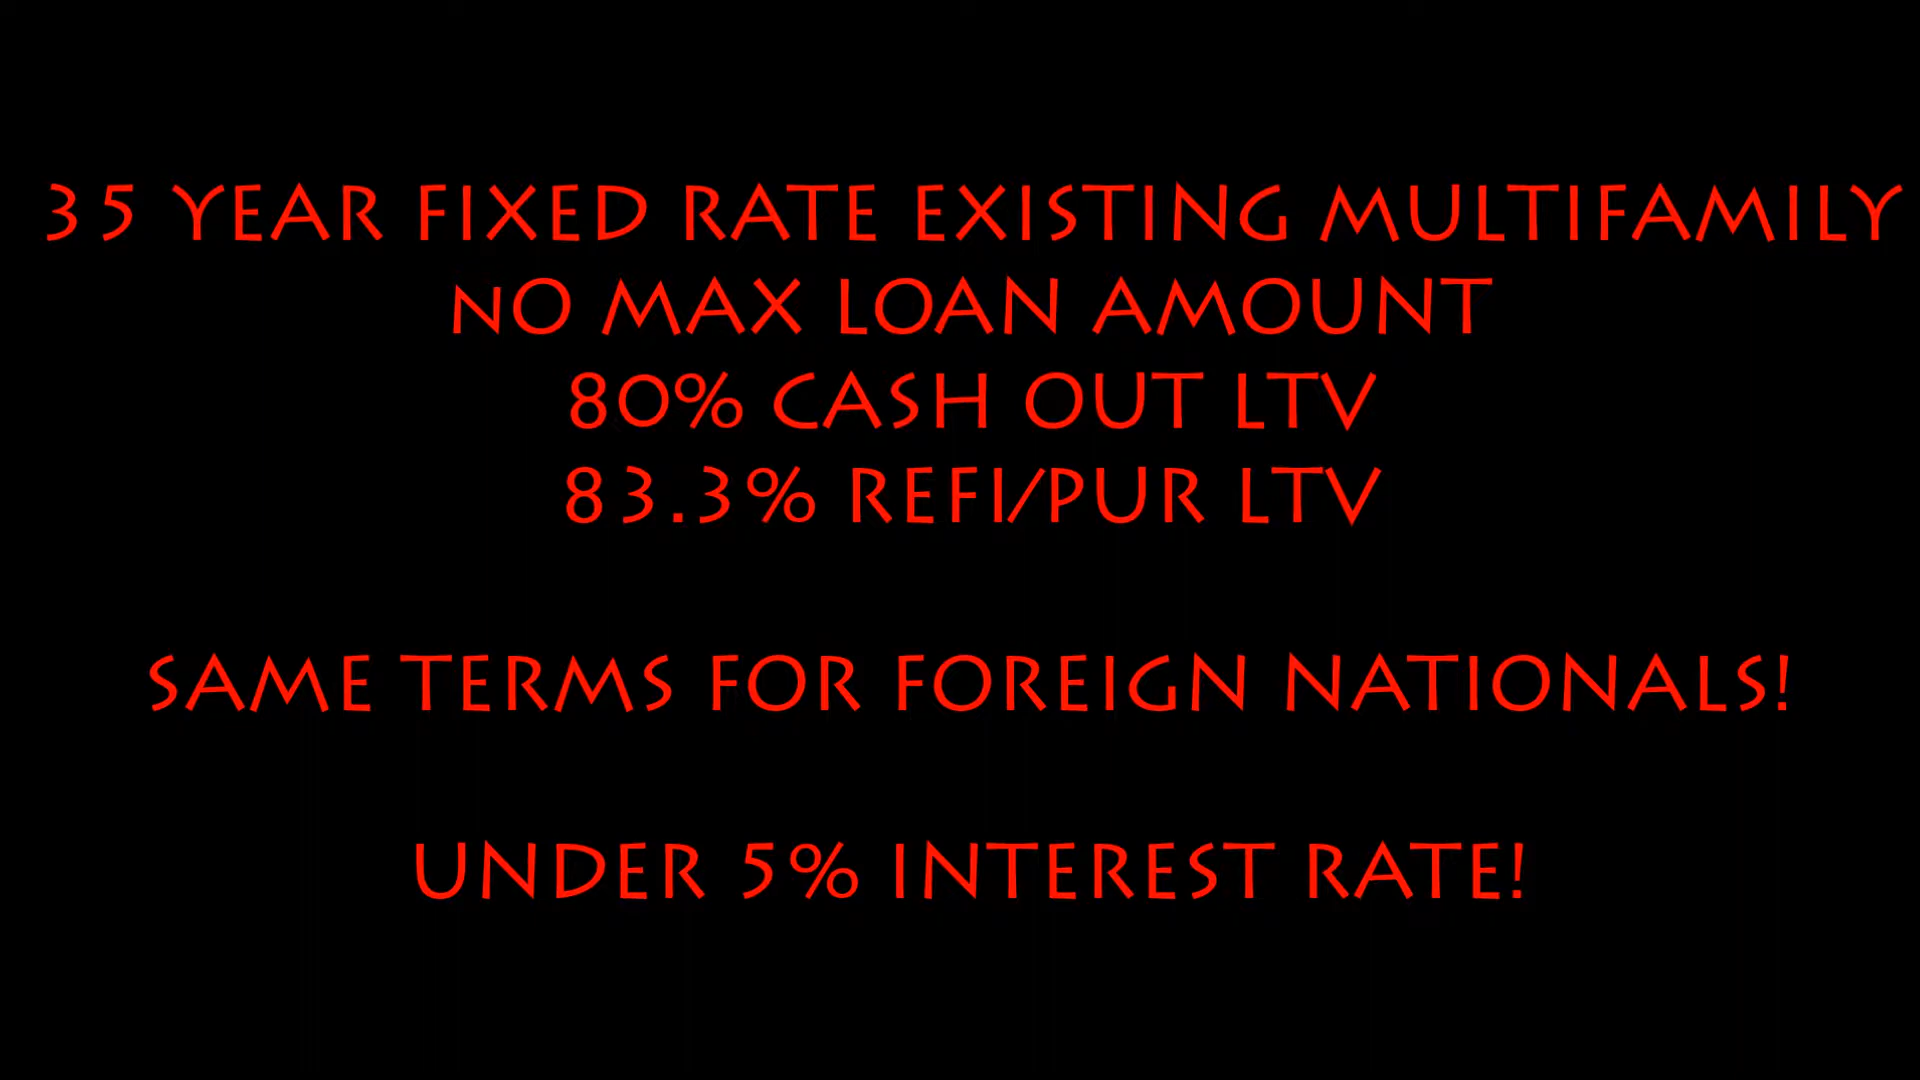 35 YEAR FIXED RATE EXISTING MULTIFAMILY
NO MAX LOAN AMOUNT
80% CASH OUT LTV
83.3% REFI/PUR LTV
SAME TERMS FOR FOREIGN NATIONALS!
UNDER 5% INTEREST RATE!